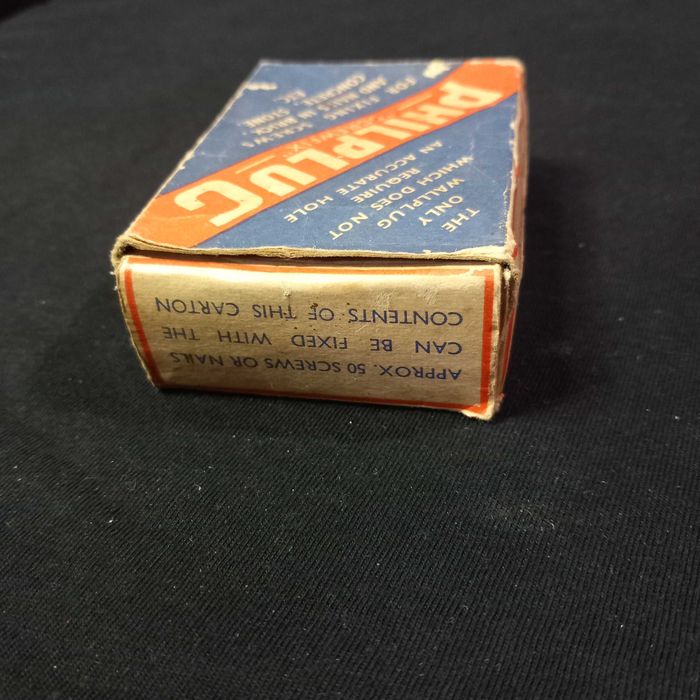 FOR FIXING SCREWS
AND NAILS IN BRICK,
CONCRETE, STONE,
ETC.
PHILPLUG
THE ONLY
WALLPLUG
WHICH DOES NOT
REQUIRE
AN ACCURATE HOLE
APPROX. 50 SCREWS OR NAILS
CAN BE FIXED WITH THE
CONTENTS OF THIS CARTON